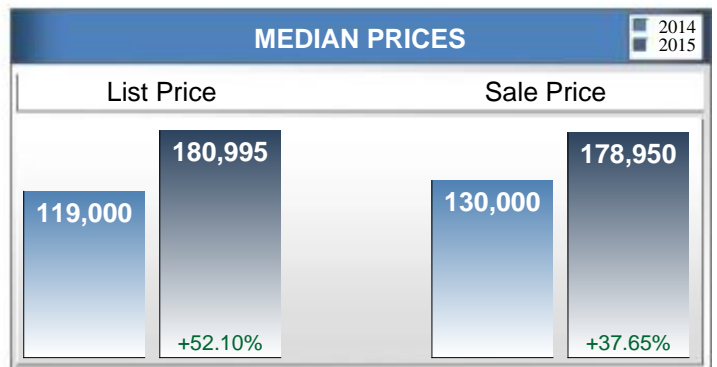 MEDIAN PRICES
2014
2015
List Price
Sale Price
119,000
180,995
+52.10%
130,000
178,950
+37.65%